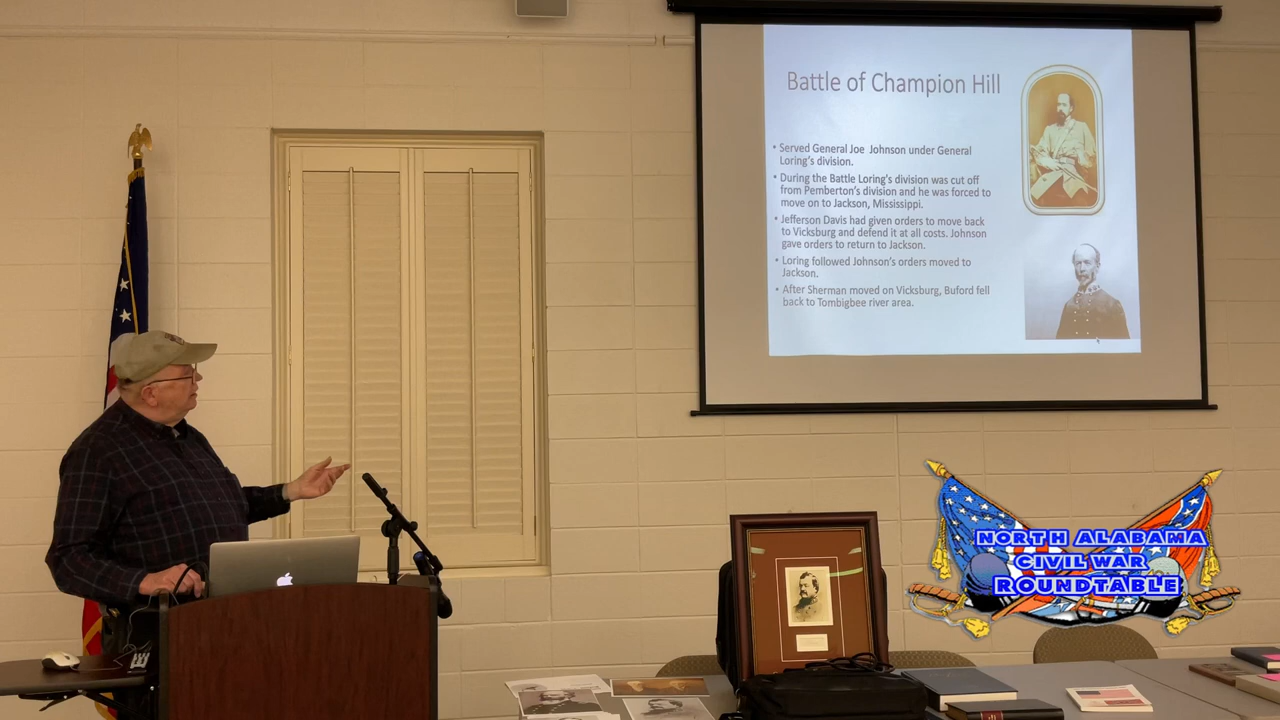 Battle of Champion Hill
• Served General Joe Johnson under General
Loring's division.
• During the Battle Loring's division was cut off
from Pemberton's division and he was forced to
move on to Jackson, Mississippi.
• Jefferson Davis had given orders to move back
to Vicksburg and defend it at all costs. Johnson
gave orders to return to Jackson.
• Loring followed Johnson's orders moved to
Jackson.
• After Sherman moved on Vicksburg, Buford fell
back to Tombigbee river area.
NORTH ALABAMA
CIVIL WAR
ROUNDTABLE